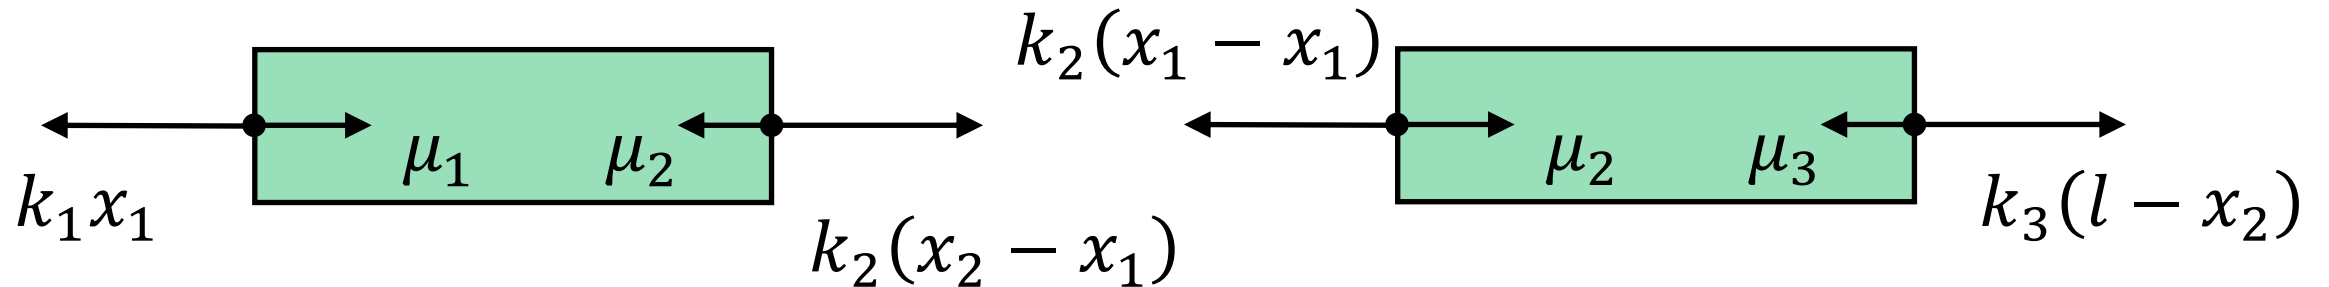 k₂(x₁ − x₁)
μ₁ μ₂ μ₂ μ₃
k₁x₁ k₂(x₂ − x₁) k₃(l − x₂)